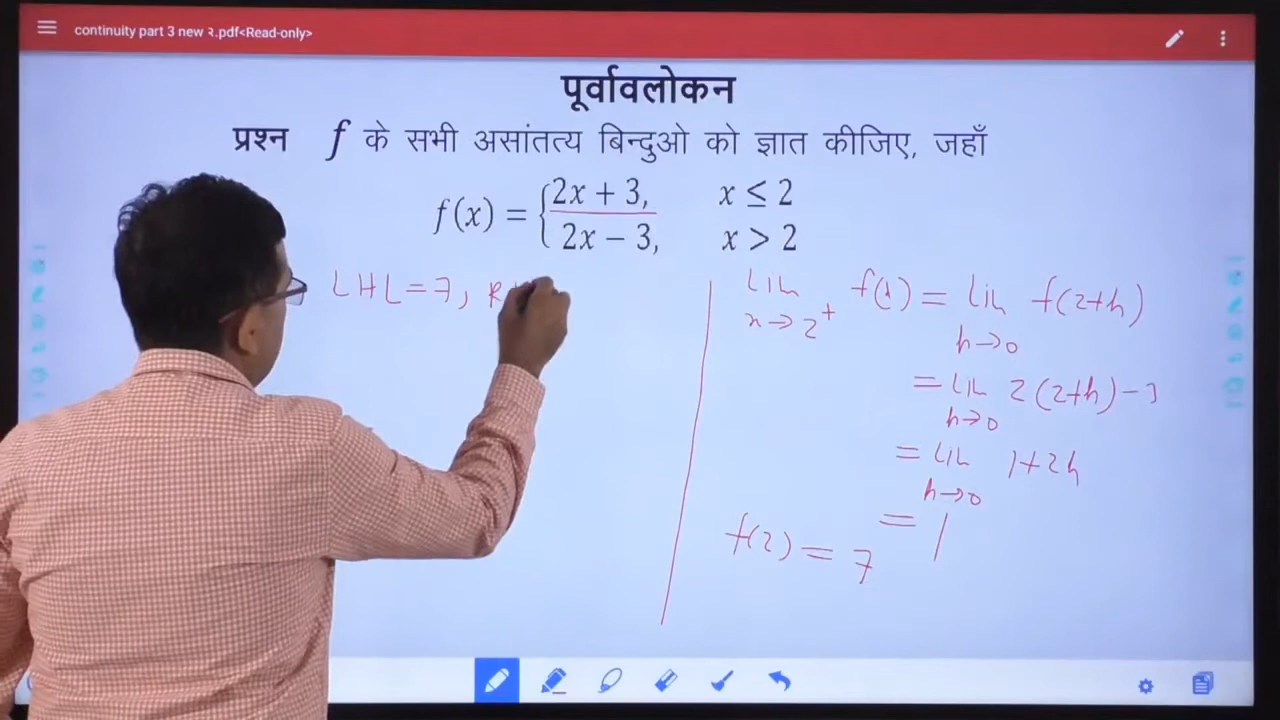 continuity part 3 new २.pdf<Read-only>
पूर्वावलोकन
प्रश्न f के सभी असांतत्य बिन्दुओ को ज्ञात कीजिए, जहाँ
f(x) = { 2x + 3, x ≤ 2
2x − 3, x > 2
LHL = 7, R
lim x→2+ f(x) = lim h→0 f(2+h)
= lim h→0 2(2+h)-3
= lim h→0 1+2h
= 1
f(2) = 7